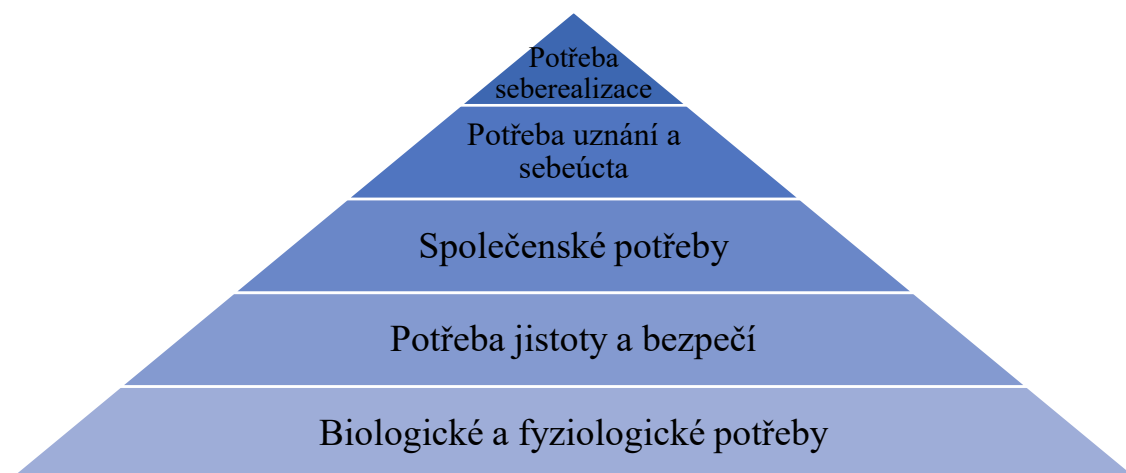 Potřeba
seberealizace
Potřeba uznání a
sebeúcta
Společenské potřeby
Potřeba jistoty a bezpečí
Biologické a fyziologické potřeby